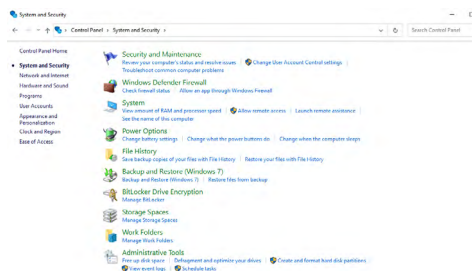 System and Security
Control Panel › System and Security ›
Search Control Panel
Control Panel Home
System and Security
Network and Internet
Hardware and Sound
Programs
User Accounts
Appearance and
Personalization
Clock and Region
Ease of Access
Security and Maintenance
Review your computer's status and resolve issues | Change User Account Control settings |
Troubleshoot common computer problems
Windows Defender Firewall
Check firewall status | Allow an app through Windows Firewall
System
View amount of RAM and processor speed | Allow remote access | Launch remote assistance |
See the name of this computer
Power Options
Change battery settings | Change what the power buttons do | Change when the computer sleeps
File History
Save backup copies of your files with File History | Restore your files with File History
Backup and Restore (Windows 7)
Backup and Restore (Windows 7) | Restore files from backup
BitLocker Drive Encryption
Manage BitLocker
Storage Spaces
Manage Storage Spaces
Work Folders
Manage Work Folders
Administrative Tools
Free up disk space | Defragment and optimize your drives | Create and format hard disk partitions |
View event logs | Schedule tasks